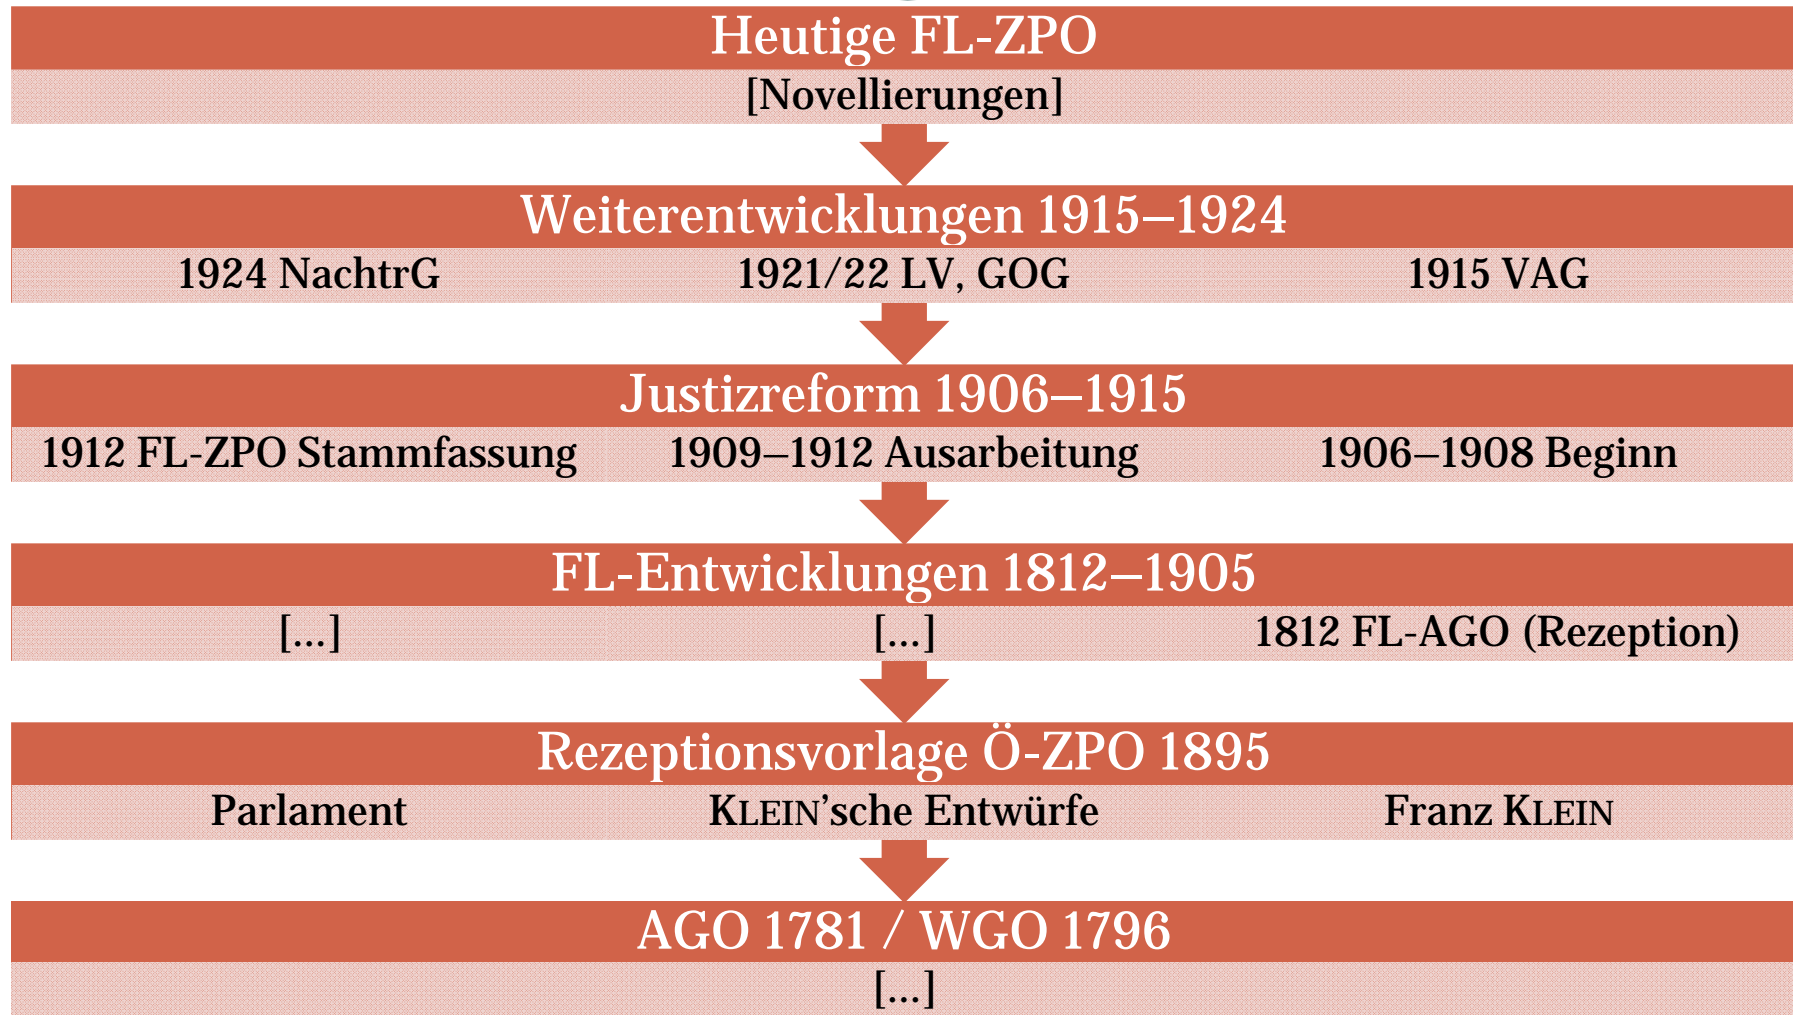 Heutige FL-ZPO
[Novellierungen]
Weiterentwicklungen 1915–1924
1924 NachtrG 1921/22 LV, GOG 1915 VAG
Justizreform 1906–1915
1912 FL-ZPO Stammfassung 1909–1912 Ausarbeitung 1906–1908 Beginn
FL-Entwicklungen 1812–1905
[...] [...] 1812 FL-AGO (Rezeption)
Rezeptionsvorlage Ö-ZPO 1895
Parlament KLEIN’sche Entwürfe Franz KLEIN
AGO 1781 / WGO 1796
[...]